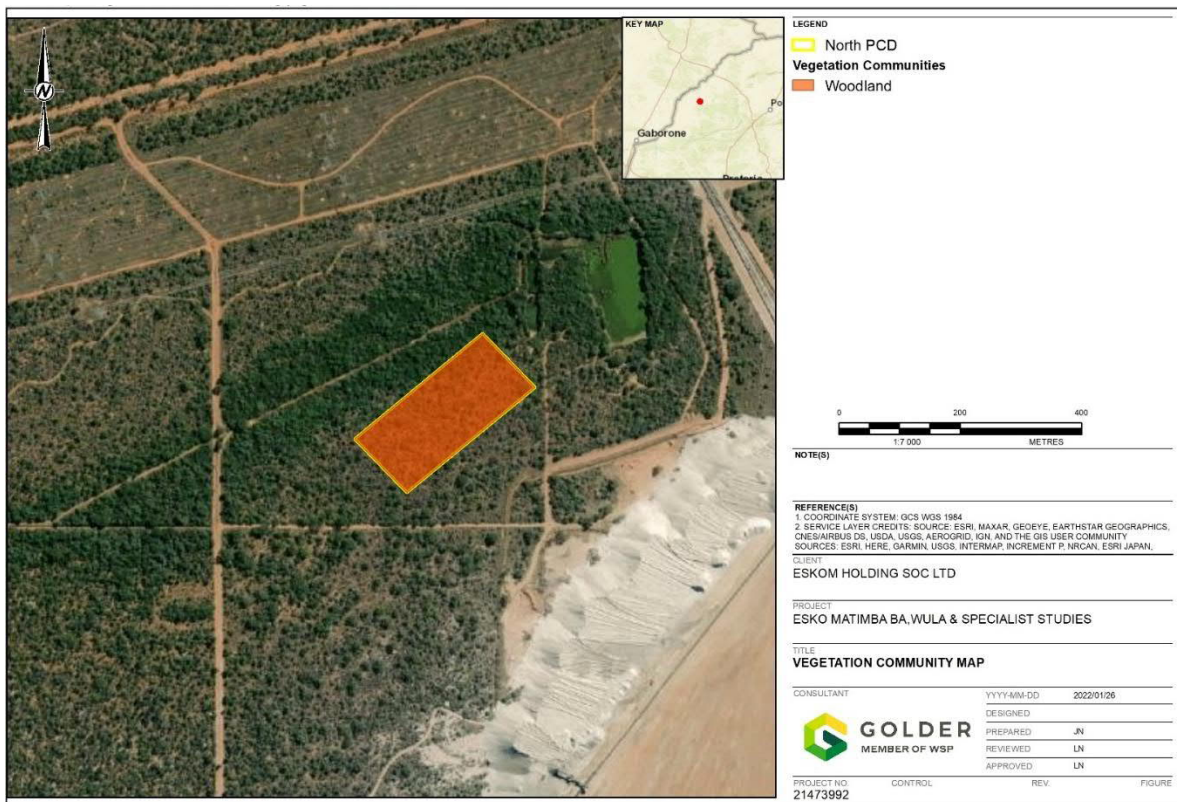 N
KEY MAP
Po
Gaborone
Pretoria
LEGEND
North PCD
Vegetation Communities
Woodland
0 200 400
1:7 000 METRES
NOTE(S)
REFERENCE(S)
1. COORDINATE SYSTEM: GCS WGS 1984
2. SERVICE LAYER CREDITS: SOURCE: ESRI, MAXAR, GEOEYE, EARTHSTAR GEOGRAPHICS,
CNES/AIRBUS DS, USDA, USGS, AEROGRID, IGN, AND THE GIS USER COMMUNITY
SOURCES: ESRI, HERE, GARMIN, USGS, INTERMAP, INCREMENT P, NRCAN, ESRI JAPAN,
CLIENT
ESKOM HOLDING SOC LTD
PROJECT
ESKO MATIMBA BA,WULA & SPECIALIST STUDIES
TITLE
VEGETATION COMMUNITY MAP
CONSULTANT
GOLDER
MEMBER OF WSP
YYYY-MM-DD 2022/01/26
DESIGNED
PREPARED JN
REVIEWED LN
APPROVED LN
PROJECT NO. CONTROL REV. FIGURE
21473992